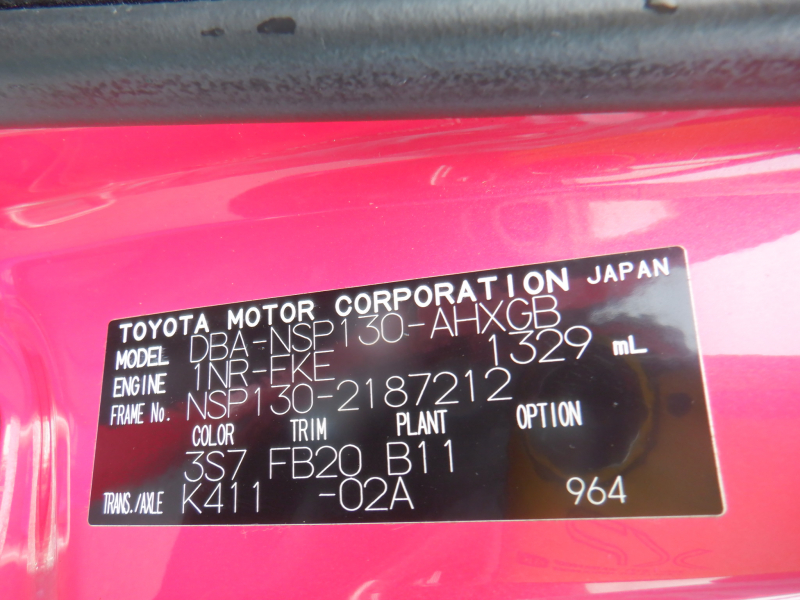 TOYOTA MOTOR CORPORATION JAPAN
MODEL DBA-NSP130-AHXGB
ENGINE 1NR-FKE 1329 mL
FRAME No. NSP130-2187212
COLOR TRIM PLANT OPTION
3S7 FB20 B11
TRANS./AXLE K411 -02A 964